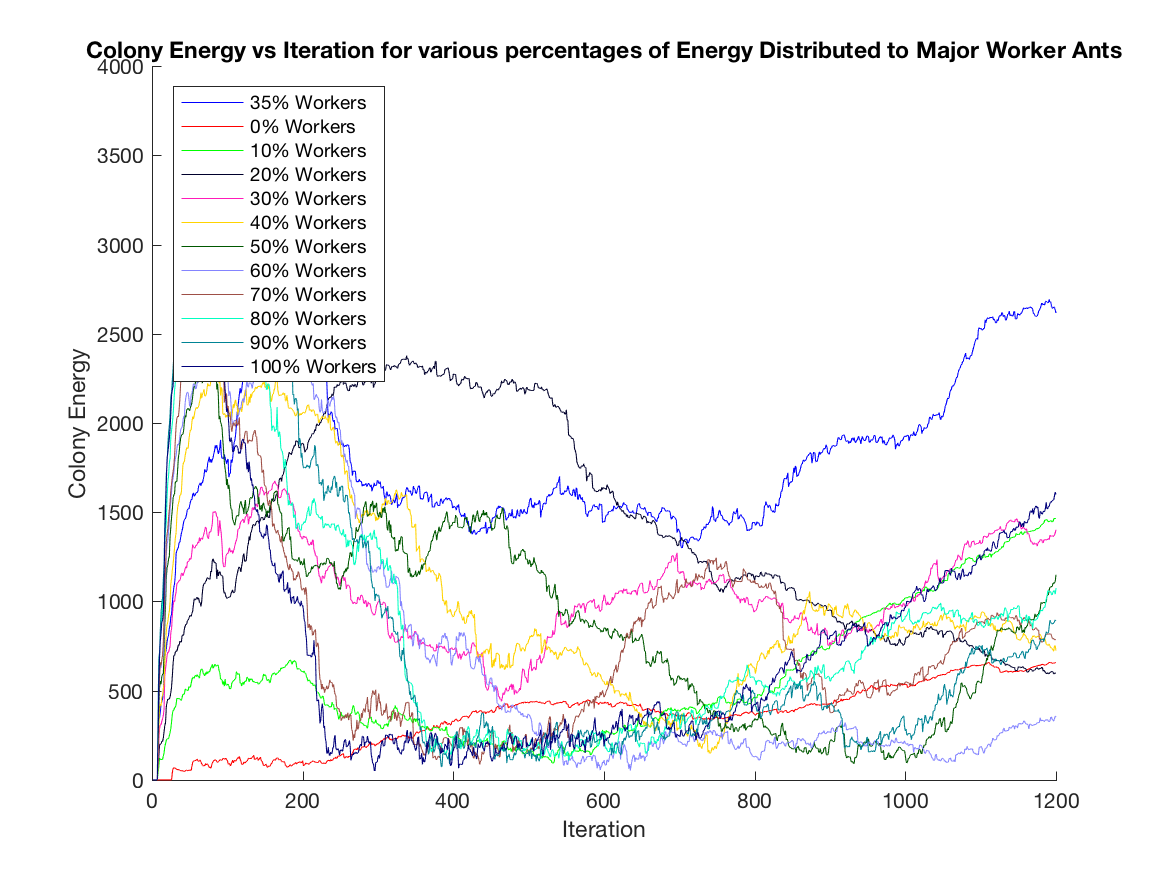 Colony Energy vs Iteration for various percentages of Energy Distributed to Major Worker Ants
4000
3500
3000
2500
2000
1500
1000
500
0
Colony Energy
35% Workers
0% Workers
10% Workers
20% Workers
30% Workers
40% Workers
50% Workers
60% Workers
70% Workers
80% Workers
90% Workers
100% Workers
0 200 400 600 800 1000 1200
Iteration